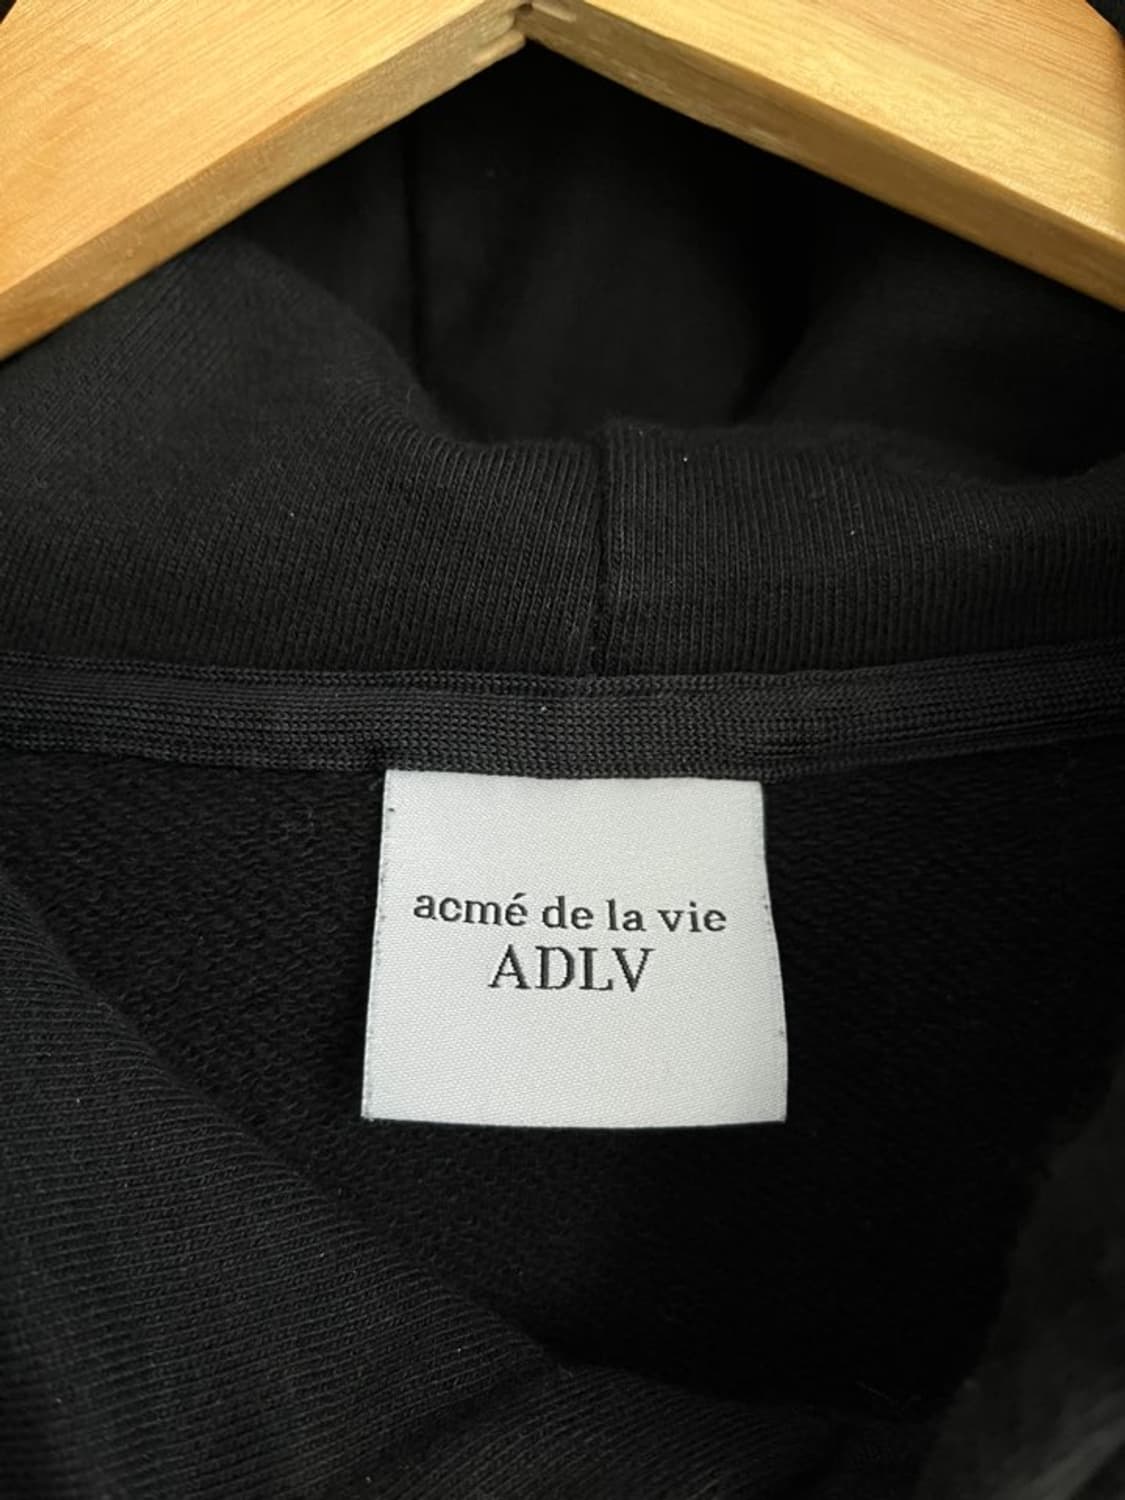 acmé de la vie
ADLV